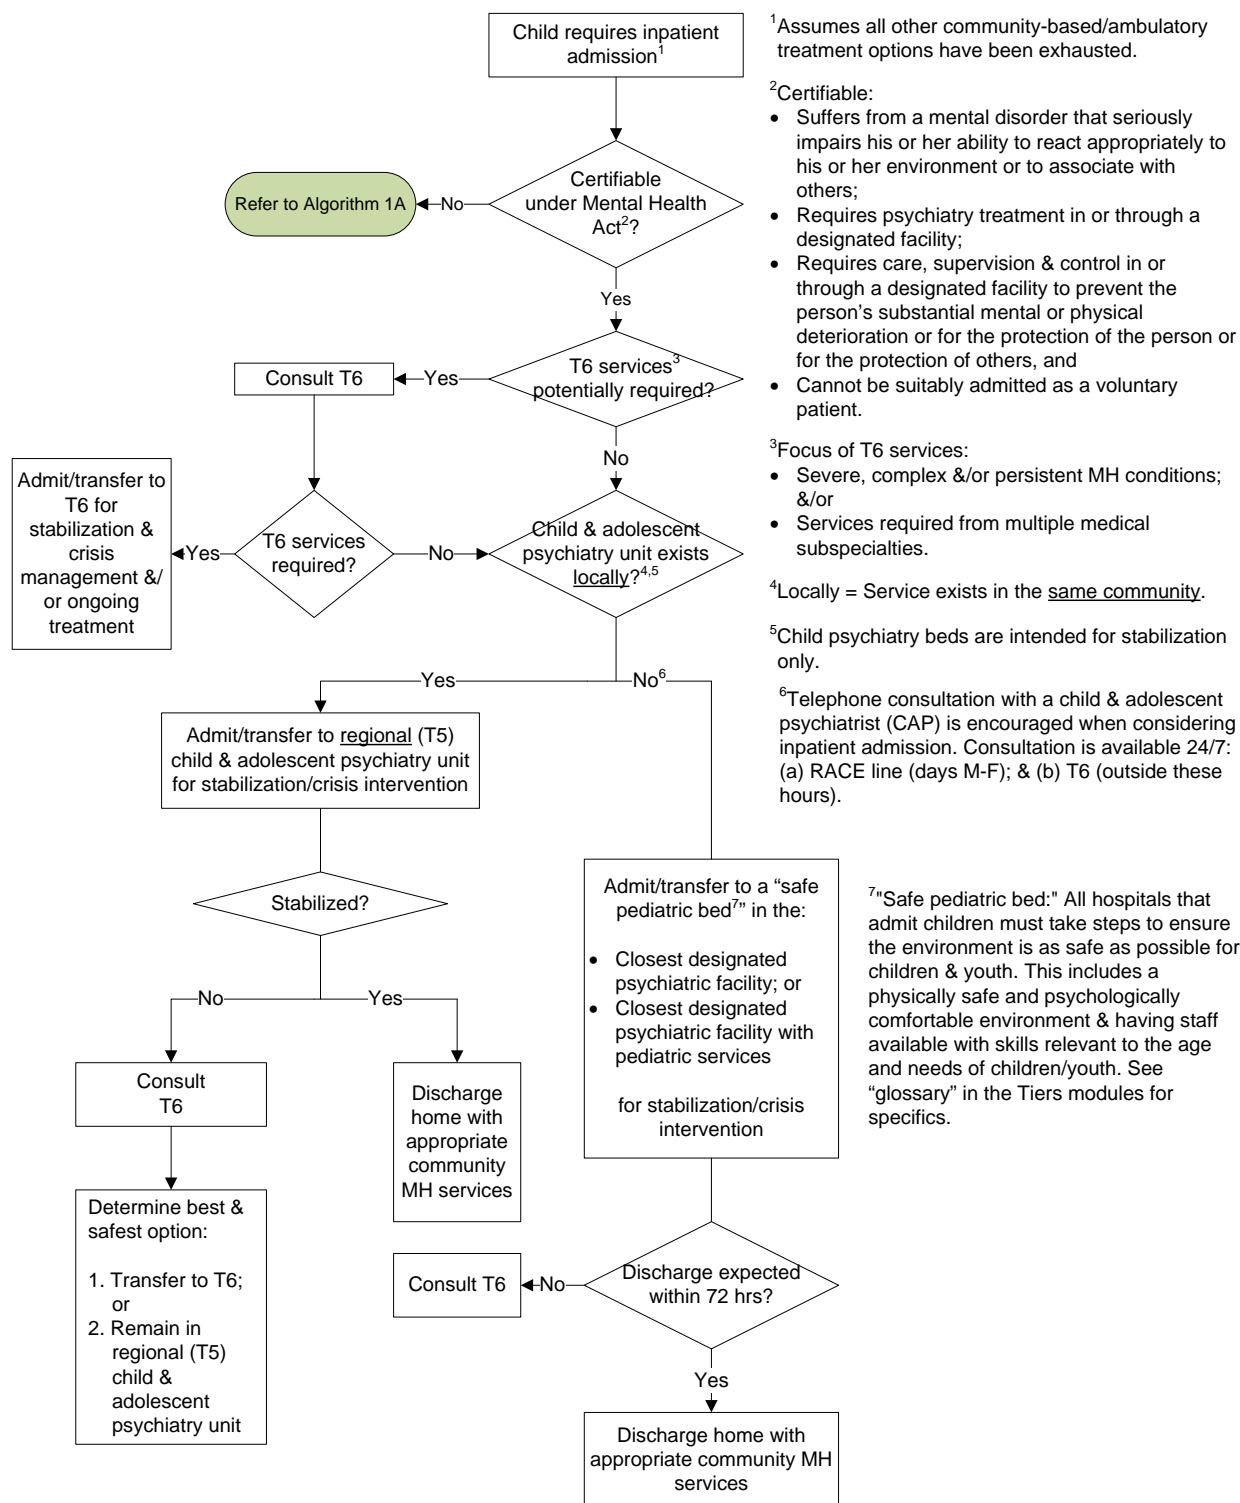 Child requires inpatient
admission1
Certifiable
under Mental Health
Act2?
No
Refer to Algorithm 1A
Yes
T6 services3
potentially required?
Yes
Consult T6
No
T6 services
required?
Yes
Admit/transfer to
T6 for
stabilization &
crisis
management &/
or ongoing
treatment
No
Child & adolescent
psychiatry unit exists
locally?4,5
Yes
No6
Admit/transfer to regional (T5)
child & adolescent psychiatry unit
for stabilization/crisis intervention
Stabilized?
No
Yes
Consult
T6
Determine best &
safest option:
1. Transfer to T6;
or
2. Remain in
regional (T5)
child &
adolescent
psychiatry unit
Discharge
home with
appropriate
community
MH services
Admit/transfer to a “safe
pediatric bed7” in the:
• Closest designated
psychiatric facility; or
• Closest designated
psychiatric facility with
pediatric services
for stabilization/crisis
intervention
Discharge expected
within 72 hrs?
No
Consult T6
Yes
Discharge home with
appropriate community MH
services
1Assumes all other community-based/ambulatory
treatment options have been exhausted.
2Certifiable:
• Suffers from a mental disorder that seriously
impairs his or her ability to react appropriately to
his or her environment or to associate with
others;
• Requires psychiatry treatment in or through a
designated facility;
• Requires care, supervision & control in or
through a designated facility to prevent the
person’s substantial mental or physical
deterioration or for the protection of the person or
for the protection of others, and
• Cannot be suitably admitted as a voluntary
patient.
3Focus of T6 services:
• Severe, complex &/or persistent MH conditions;
&/or
• Services required from multiple medical
subspecialties.
4Locally = Service exists in the same community.
5Child psychiatry beds are intended for stabilization
only.
6Telephone consultation with a child & adolescent
psychiatrist (CAP) is encouraged when considering
inpatient admission. Consultation is available 24/7:
(a) RACE line (days M-F); & (b) T6 (outside these
hours).
7"Safe pediatric bed:" All hospitals that
admit children must take steps to ensure
the environment is as safe as possible for
children & youth. This includes a
physically safe and psychologically
comfortable environment & having staff
available with skills relevant to the age
and needs of children/youth. See
“glossary” in the Tiers modules for
specifics.